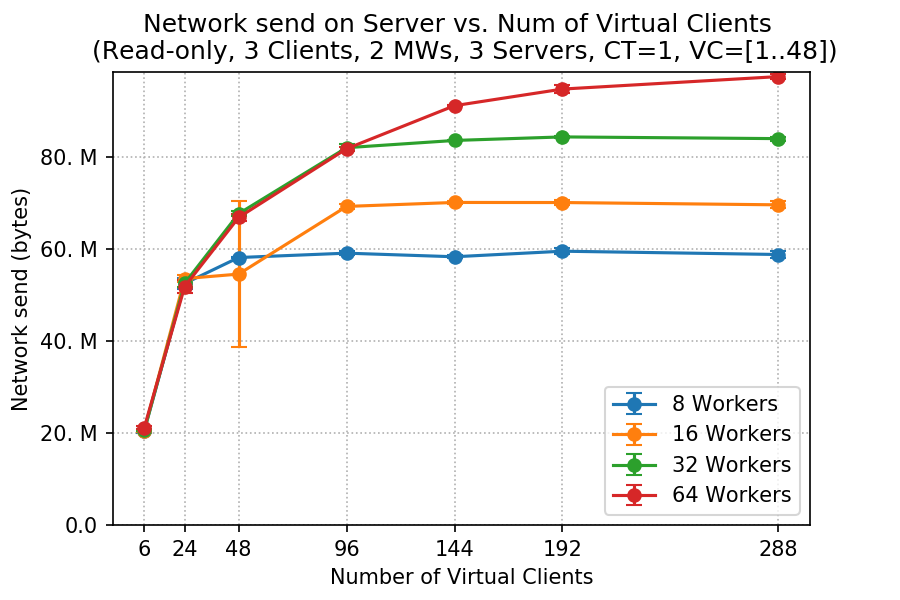 Network send on Server vs. Num of Virtual Clients
(Read-only, 3 Clients, 2 MWs, 3 Servers, CT=1, VC=[1..48])
Network send (bytes)
80. M
60. M
40. M
20. M
0.0
8 Workers
16 Workers
32 Workers
64 Workers
6 24 48 96 144 192 288
Number of Virtual Clients